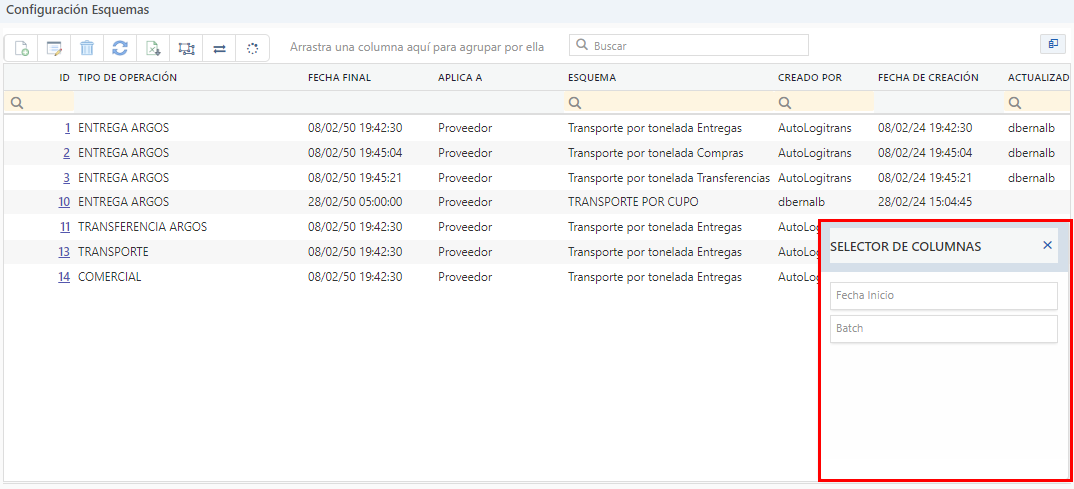 Configuración Esquemas
Arrastra una columna aquí para agrupar por ella
Buscar
ID TIPO DE OPERACIÓN FECHA FINAL APLICA A ESQUEMA CREADO POR FECHA DE CREACIÓN ACTUALIZAD
1 ENTREGA ARGOS 08/02/50 19:42:30 Proveedor Transporte por tonelada Entregas AutoLogitrans 08/02/24 19:42:30 dbernalb
2 ENTREGA ARGOS 08/02/50 19:45:04 Proveedor Transporte por tonelada Compras AutoLogitrans 08/02/24 19:45:04 dbernalb
3 ENTREGA ARGOS 08/02/50 19:45:21 Proveedor Transporte por tonelada Transferencias AutoLogitrans 08/02/24 19:45:21 dbernalb
10 ENTREGA ARGOS 28/02/50 05:00:00 Proveedor TRANSPORTE POR CUPO dbernalb 28/02/24 15:04:45
11 TRANSFERENCIA ARGOS 08/02/50 19:42:30 Proveedor Transporte por tonelada Entregas AutoLog
13 TRANSPORTE 08/02/50 19:42:30 Proveedor Transporte por tonelada Entregas AutoLog
14 COMERCIAL 08/02/50 19:42:30 Proveedor Transporte por tonelada Entregas AutoLog
SELECTOR DE COLUMNAS
Fecha Inicio
Batch